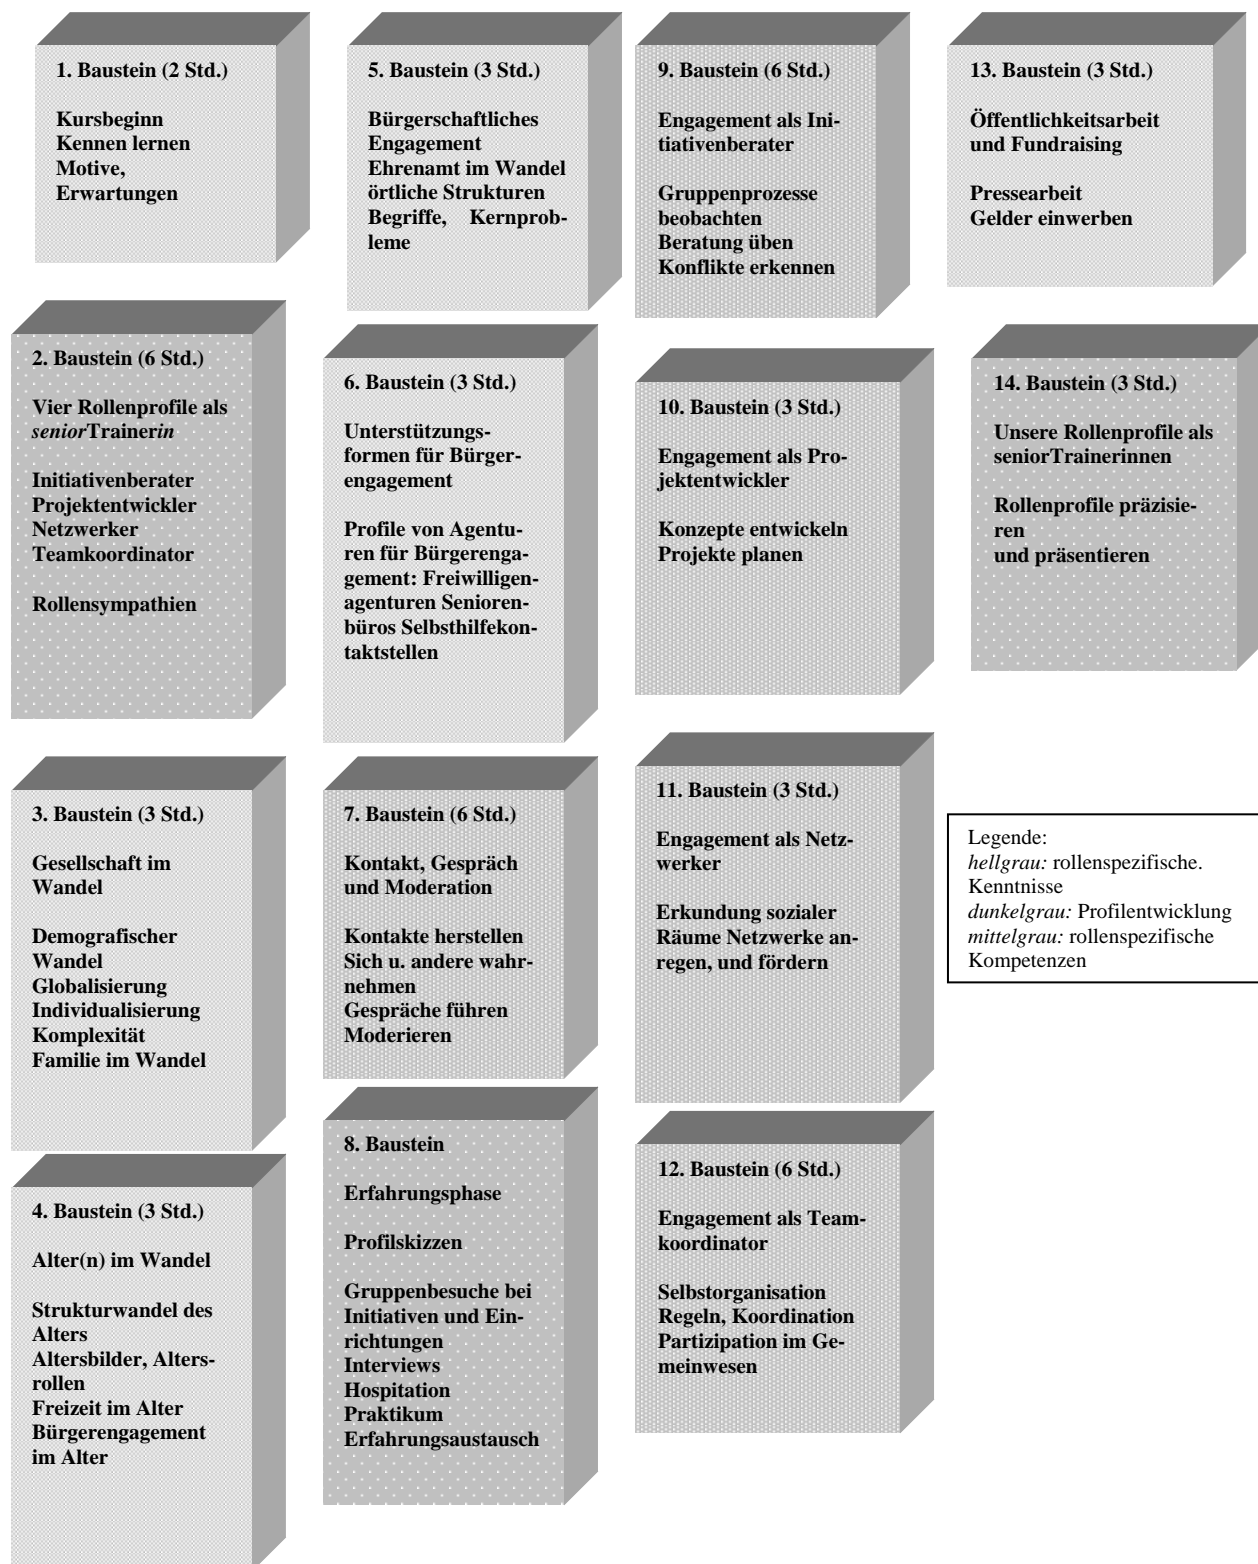 1. Baustein (2 Std.)
Kursbeginn
Kennen lernen
Motive,
Erwartungen
2. Baustein (6 Std.)
Vier Rollenprofile als
seniorTrainerin
Initiativenberater
Projektentwickler
Netzwerker
Teamkoordinator
Rollensympathien
3. Baustein (3 Std.)
Gesellschaft im
Wandel
Demografischer
Wandel
Globalisierung
Individualisierung
Komplexität
Familie im Wandel
4. Baustein (3 Std.)
Alter(n) im Wandel
Strukturwandel des
Alters
Altersbilder, Alters-
rollen
Freizeit im Alter
Bürgerengagement
im Alter
5. Baustein (3 Std.)
Bürgerschaftliches
Engagement
Ehrenamt im Wandel
örtliche Strukturen
Begriffe, Kernprob-
leme
6. Baustein (3 Std.)
Unterstützungs-
formen für Bürger-
engagement
Profile von Agentu-
ren für Bürgerenga-
gement: Freiwilligen-
agenturen Senioren-
büros Selbsthilfekon-
taktstellen
7. Baustein (6 Std.)
Kontakt, Gespräch
und Moderation
Kontakte herstellen
Sich u. andere wahr-
nehmen
Gespräche führen
Moderieren
8. Baustein
Erfahrungsphase
Profilskizzen
Gruppenbesuche bei
Initiativen und Ein-
richtungen
Interviews
Hospitation
Praktikum
Erfahrungsaustausch
9. Baustein (6 Std.)
Engagement als Ini-
tiativenberater
Gruppenprozesse
beobachten
Beratung üben
Konflikte erkennen
10. Baustein (3 Std.)
Engagement als Pro-
jektentwickler
Konzepte entwickeln
Projekte planen
11. Baustein (3 Std.)
Engagement als Netz-
werker
Erkundung sozialer
Räume Netzwerke an-
regen, und fördern
12. Baustein (6 Std.)
Engagement als Team-
koordinator
Selbstorganisation
Regeln, Koordination
Partizipation im Ge-
meinwesen
13. Baustein (3 Std.)
Öffentlichkeitsarbeit
und Fundraising
Pressearbeit
Gelder einwerben
14. Baustein (3 Std.)
Unsere Rollenprofile als
seniorTrainerinnen
Rollenprofile präzisie-
ren
und präsentieren
Legende:
hellgrau: rollenspezifische.
Kenntnisse
dunkelgrau: Profilentwicklung
mittelgrau: rollenspezifische
Kompetenzen